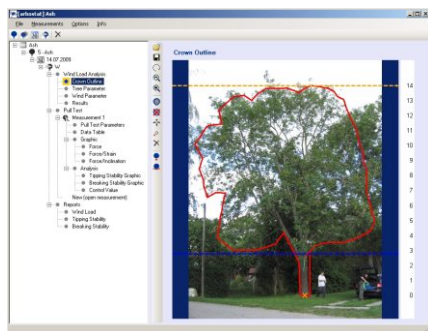 [arbostat] Ash
File Measurements Options Info
Ash
5 - Ash
14.07.2009
W
Wind Load Analysis
Crown Outline
Tree Parameter
Wind Parameter
Results
Pull Test
Measurement 1
Pull Test Parameters
Data Table
Graphic
Force
Force/Strain
Force/Inclination
Analysis
Tipping Stability Graphic
Breaking Stability Graphic
Control Value
New (open measurement)
Reports
Wind Load
Tipping Stability
Breaking Stability
Crown Outline
14
13
12
11
10
9
8
7
6
5
4
3
2
1
0